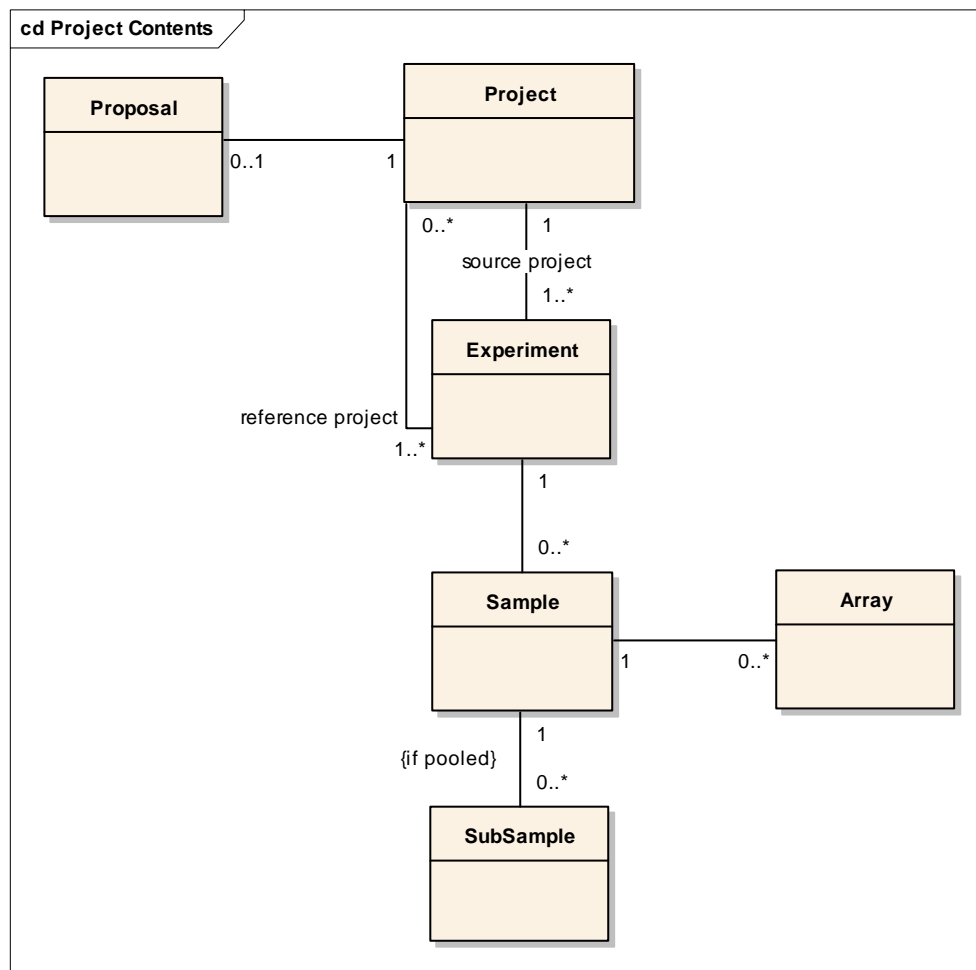 cd Project Contents
Proposal
Project
0..1
1
0..*
1
source project
1..*
Experiment
reference project
1..*
1
0..*
Sample
Array
1
0..*
1
{if pooled}
0..*
SubSample